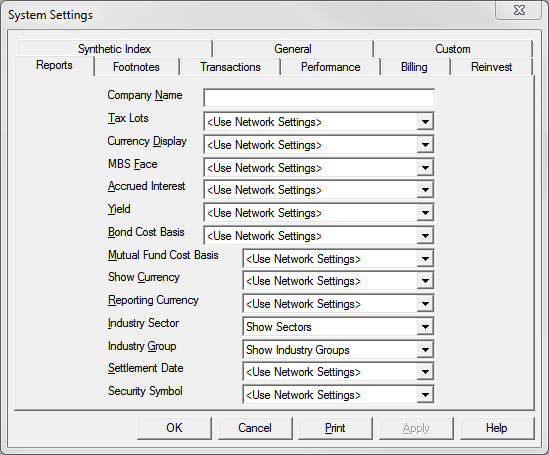 System Settings
Synthetic Index General Custom
Reports Footnotes Transactions Performance Billing Reinvest
Company Name
Tax Lots <Use Network Settings>
Currency Display <Use Network Settings>
MBS Face <Use Network Settings>
Accrued Interest <Use Network Settings>
Yield <Use Network Settings>
Bond Cost Basis <Use Network Settings>
Mutual Fund Cost Basis <Use Network Settings>
Show Currency <Use Network Settings>
Reporting Currency <Use Network Settings>
Industry Sector Show Sectors
Industry Group Show Industry Groups
Settlement Date <Use Network Settings>
Security Symbol <Use Network Settings>
OK Cancel Print Apply Help